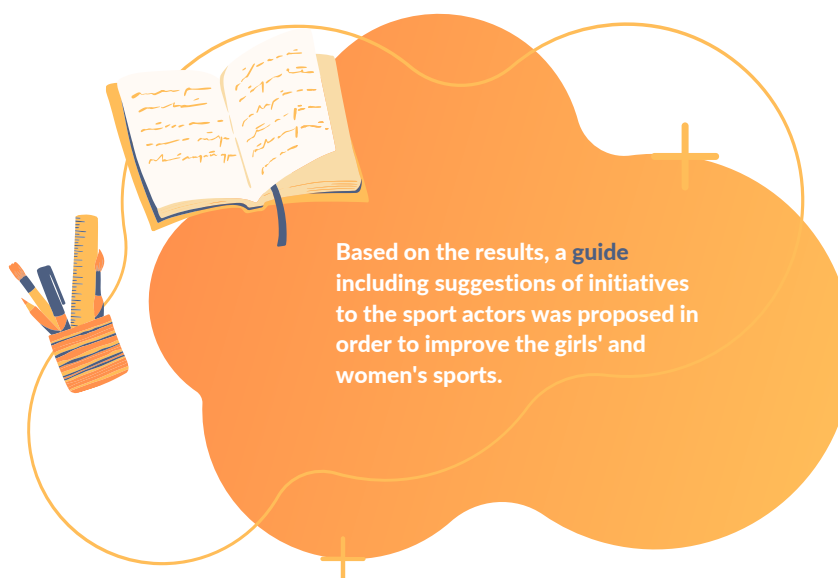 Based on the results, a guide
including suggestions of initiatives
to the sport actors was proposed in
order to improve the girls' and
women's sports.